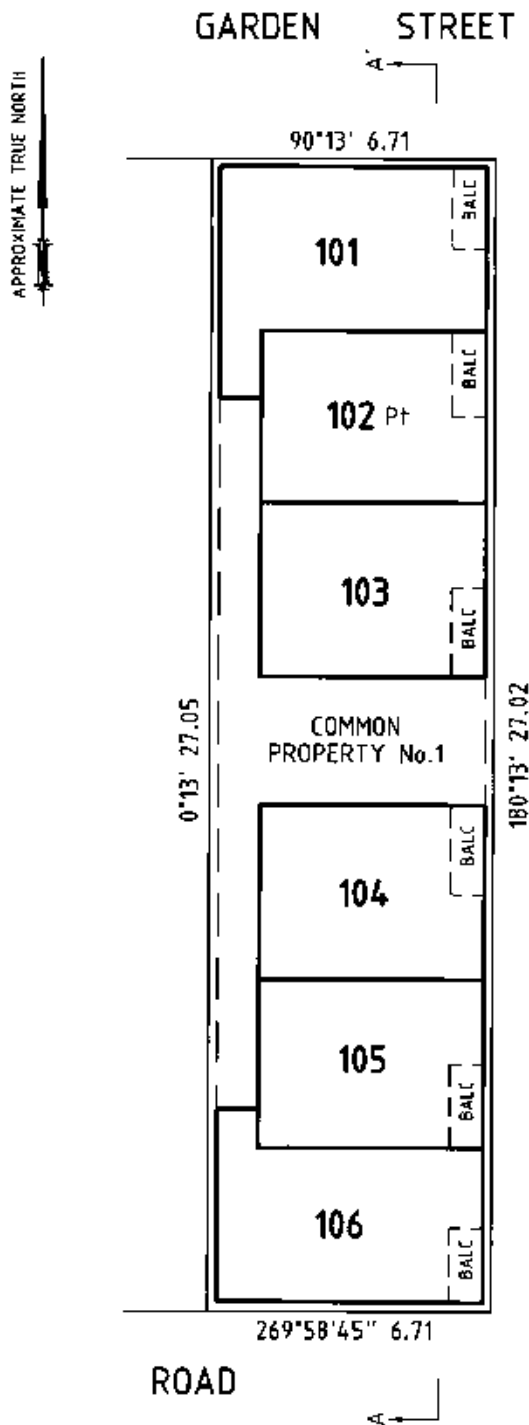 GARDEN STREET
A'
APPROXIMATE TRUE NORTH
90°13' 6.71
BALC
101
BALC
102 Pt
103
BALC
0°13' 27.05
COMMON
PROPERTY No.1
180°13' 27.02
BALC
104
105
BALC
106
BALC
269°58'45" 6.71
ROAD
A